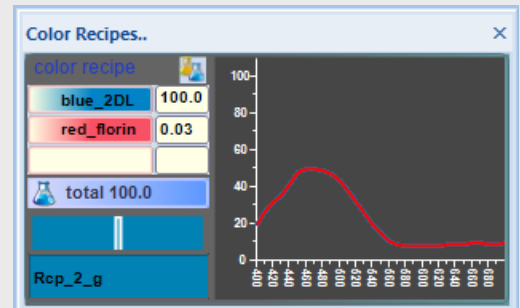 Color Recipes..
color recipe
blue_2DL 100.0
red_florin 0.03
total 100.0
Rcp_2_g
100
80
60
40
20
0
400 420 440 460 480 500 520 540 560 580 600 620 640 660 680